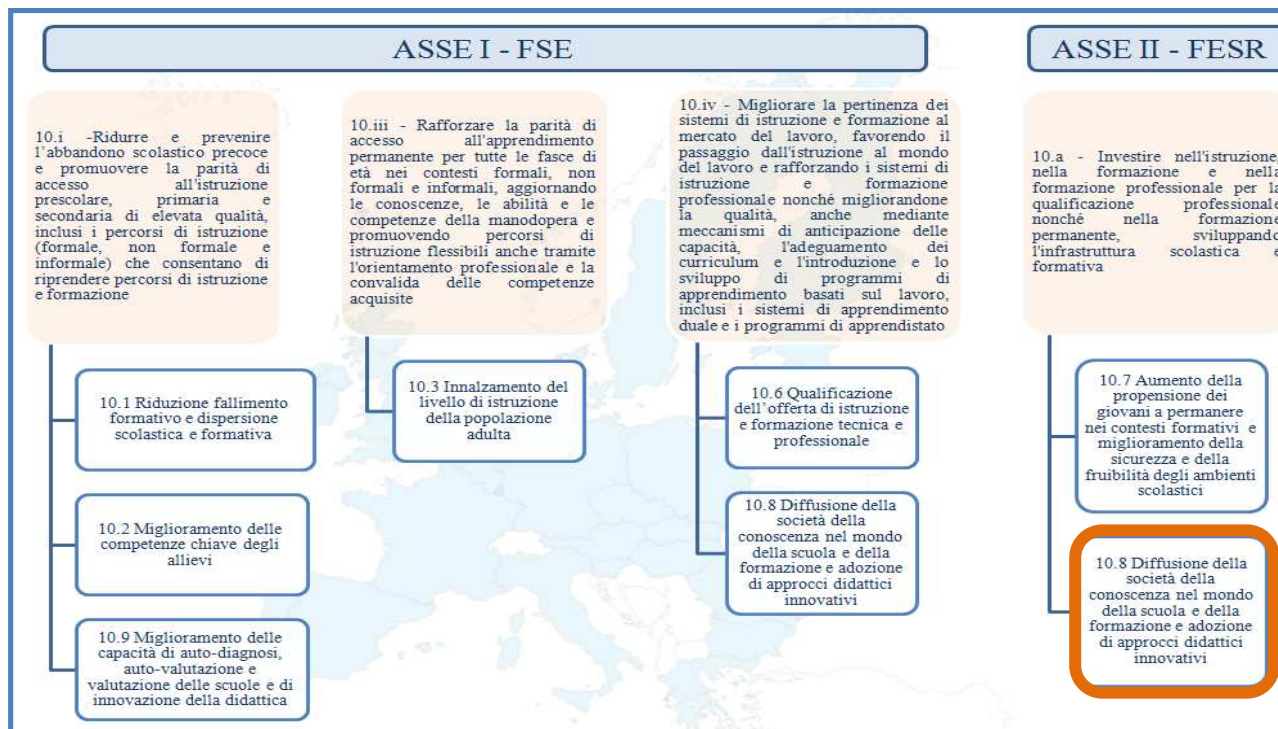 ASSE I - FSE
10.i -Ridurre e prevenire
l'abbandono scolastico precoce
e promuovere la parità di
accesso all'istruzione
prescolare, primaria e
secondaria di elevata qualità,
inclusi i percorsi di istruzione
(formale, non formale e
informale) che consentano di
riprendere percorsi di istruzione
e formazione
10.1 Riduzione fallimento
formativo e dispersione
scolastica e formativa
10.2 Miglioramento delle
competenze chiave degli
allievi
10.9 Miglioramento delle
capacità di auto-diagnosi,
auto-valutazione e
valutazione delle scuole e di
innovazione della didattica
10.iii - Rafforzare la parità di
accesso all'apprendimento
permanente per tutte le fasce di
età nei contesti formali, non
formali e informali, aggiornando
le conoscenze, le abilità e le
competenze della manodopera e
promuovendo percorsi di
istruzione flessibili anche tramite
l'orientamento professionale e la
convalida delle competenze
acquisite
10.3 Innalzamento del
livello di istruzione
della popolazione
adulta
10.iv - Migliorare la pertinenza dei
sistemi di istruzione e formazione al
mercato del lavoro, favorendo il
passaggio dall'istruzione al mondo
del lavoro e rafforzando i sistemi di
istruzione e formazione
professionale nonché migliorandone
la qualità, anche mediante
meccanismi di anticipazione delle
capacità, l'adeguamento dei
curriculum e l'introduzione e lo
sviluppo di programmi di
apprendimento basati sul lavoro,
inclusi i sistemi di apprendimento
duale e i programmi di apprendistato
10.6 Qualificazione
dell'offerta di istruzione
e formazione tecnica e
professionale
10.8 Diffusione della
società della
conoscenza nel mondo
della scuola e della
formazione e adozione
di approcci didattici
innovativi
ASSE II - FESR
10.a - Investire nell'istruzione,
nella formazione e nella
formazione professionale per la
qualificazione professionale
nonché nella formazione
permanente, sviluppando
l'infrastruttura scolastica e
formativa
10.7 Aumento della
propensione dei
giovani a permanere
nei contesti formativi e
miglioramento della
sicurezza e della
fruibilità degli ambienti
scolastici
10.8 Diffusione della
società della
conoscenza nel mondo
della scuola e della
formazione e adozione
di approcci didattici
innovativi